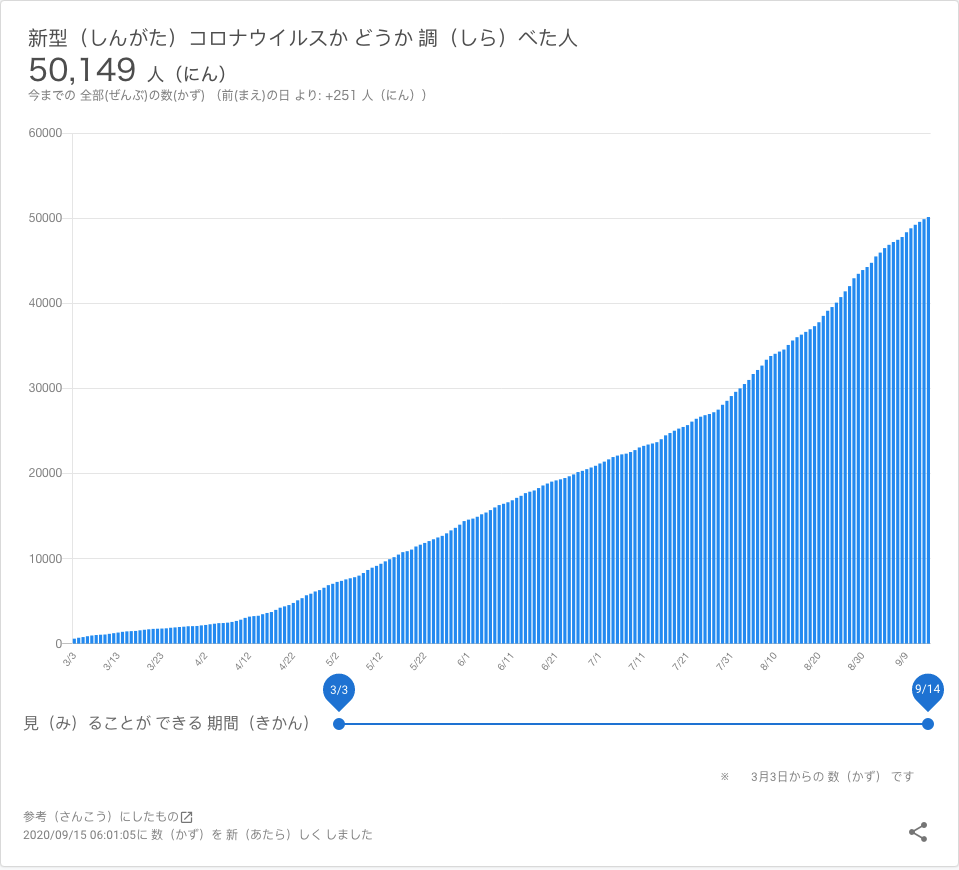 新型（しんがた）コロナウイルスか どうか 調（しら）べた人
50,149 人（にん）
今までの 全部(ぜんぶ)の数(かず) （前(まえ)の日 より: +251 人（にん））
60000
50000
40000
30000
20000
10000
0
3/3 3/13 3/23 4/2 4/12 4/22 5/2 5/12 5/22 6/1 6/11 6/21 7/1 7/11 7/21 7/31 8/10 8/20 8/30 9/9
3/3 9/14
見（み）ることが できる 期間（きかん）
※ 3月3日からの 数（かず） です
参考（さんこう）にしたもの
2020/09/15 06:01:05に 数（かず）を 新（あたら）しく しました